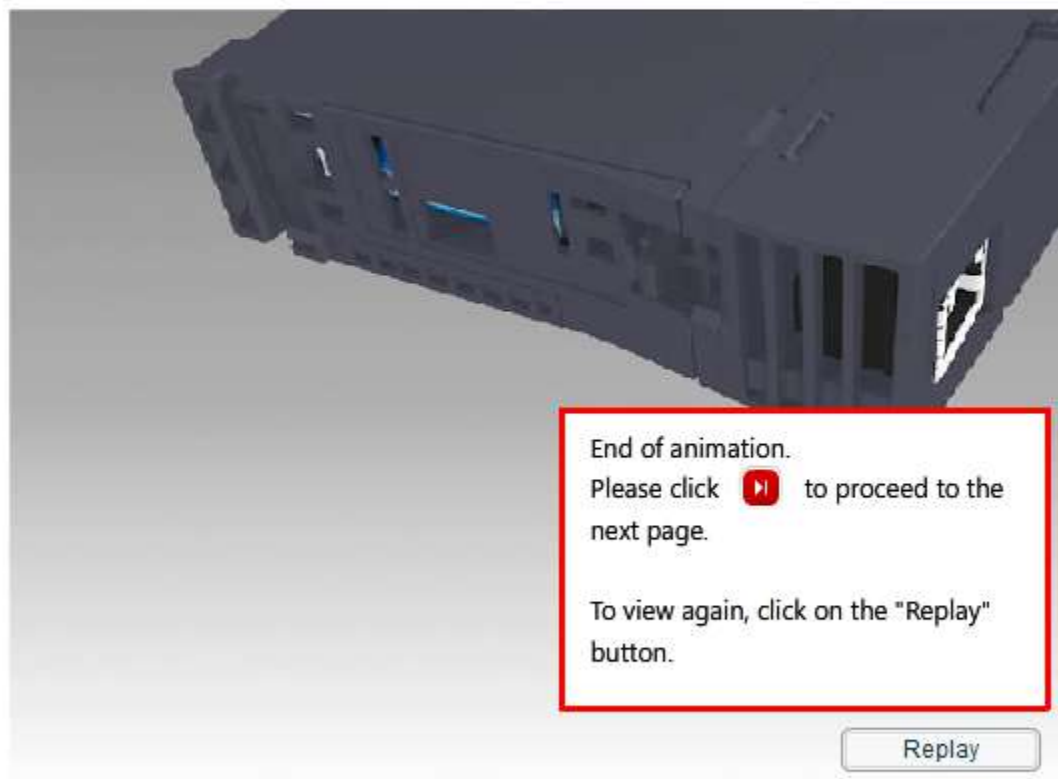 End of animation.
Please click to proceed to the
next page.
To view again, click on the "Replay"
button.
Replay